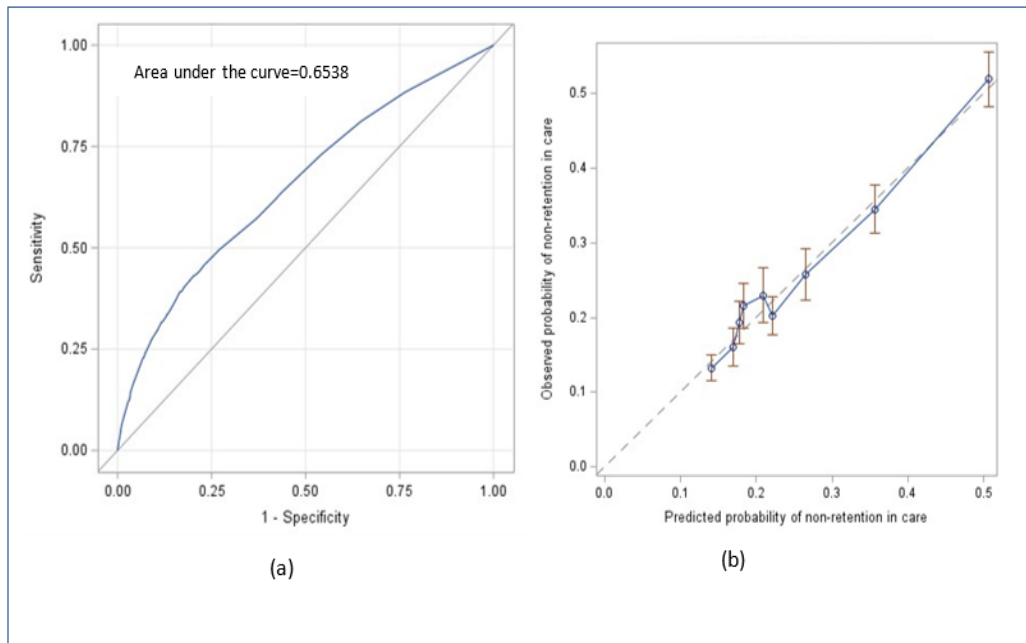 Area under the curve=0.6538
1.00
0.75
0.50
0.25
0.00
Sensitivity
0.00 0.25 0.50 0.75 1.00
1 - Specificity
(a)
0.5
0.4
0.3
0.2
0.1
0.0
Observed probability of non-retention in care
0.0 0.1 0.2 0.3 0.4 0.5
Predicted probability of non-retention in care
(b)